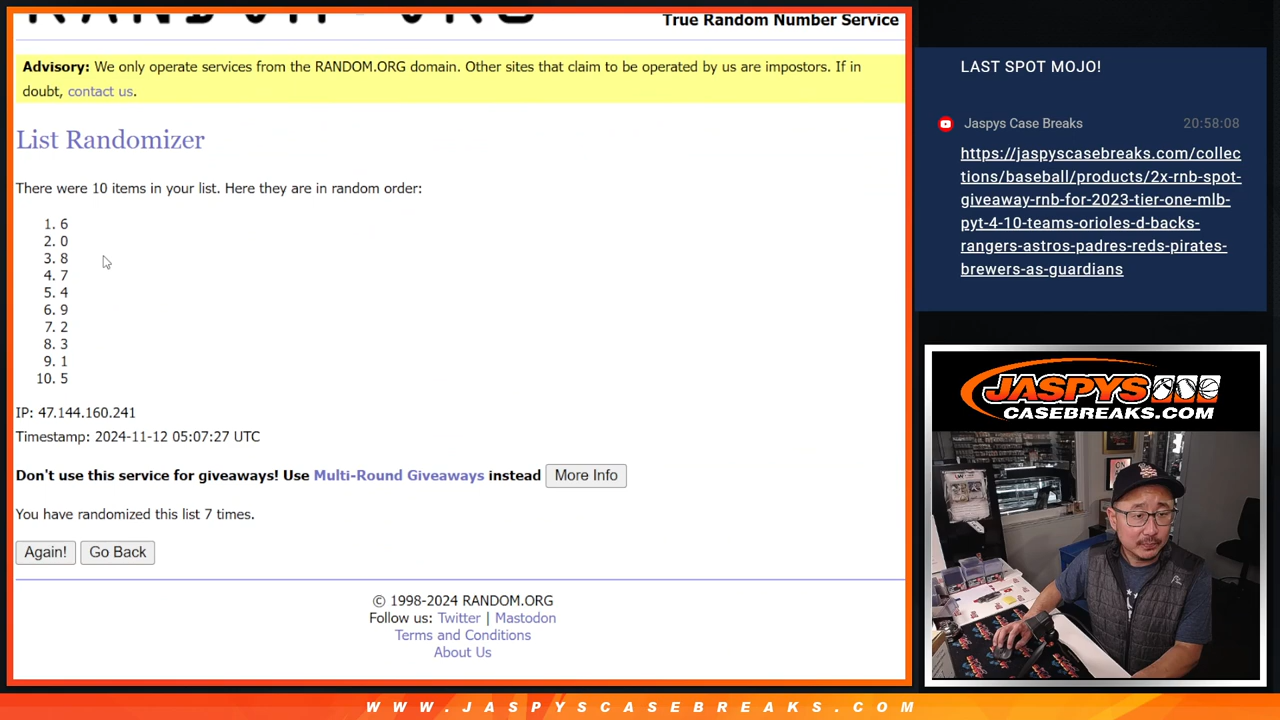 True Random Number Service
Advisory: We only operate services from the RANDOM.ORG domain. Other sites that claim to be operated by us are impostors. If in
doubt, contact us.
List Randomizer
There were 10 items in your list. Here they are in random order:
1. 6
2. 0
3. 8
4. 7
5. 4
6. 9
7. 2
8. 3
9. 1
10. 5
IP: 47.144.160.241
Timestamp: 2024-11-12 05:07:27 UTC
Don't use this service for giveaways! Use Multi-Round Giveaways instead More Info
You have randomized this list 7 times.
Again! Go Back
© 1998-2024 RANDOM.ORG
Follow us: Twitter | Mastodon
Terms and Conditions
About Us
LAST SPOT MOJO!
Jaspys Case Breaks 20:58:08
https://jaspyscasebreaks.com/collec
tions/baseball/products/2x-rnb-spot-
giveaway-rnb-for-2023-tier-one-mlb-
pyt-4-10-teams-orioles-d-backs-
rangers-astros-padres-reds-pirates-
brewers-as-guardians
JASPYS
CASEBREAKS.COM
WWW.JASPYSCASEBREAKS.COM